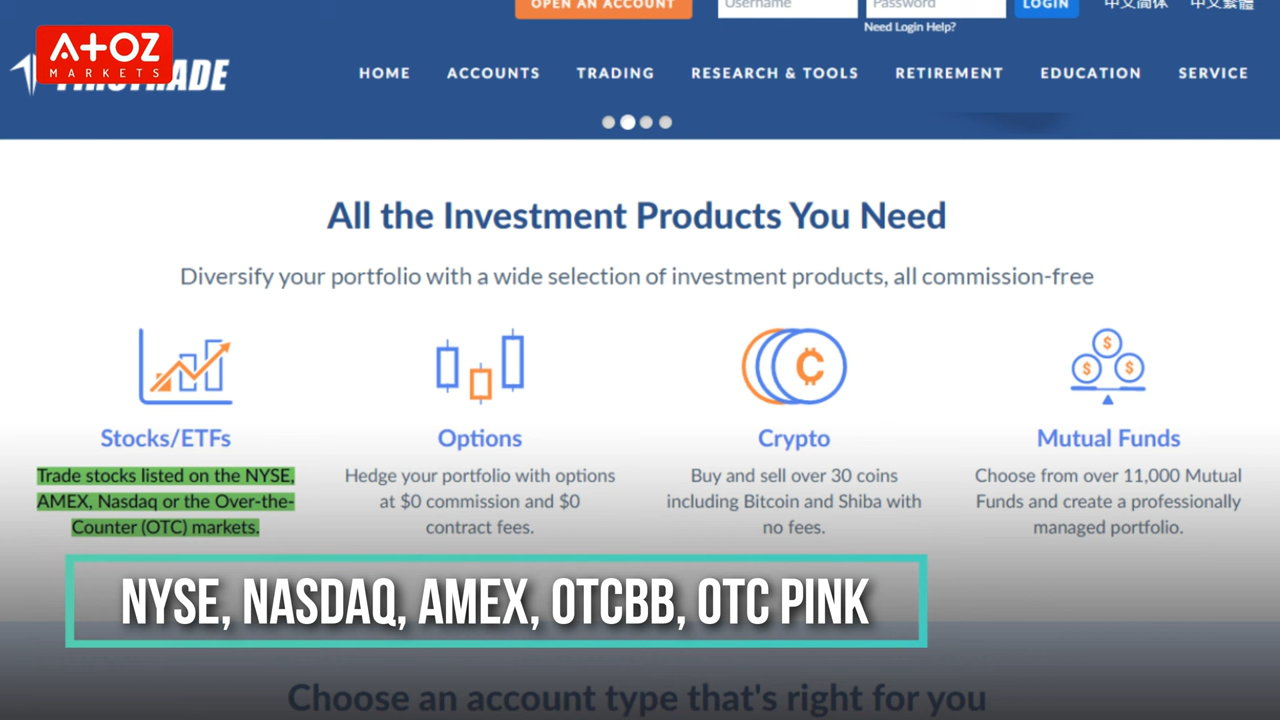 OPEN AN ACCOUNT
Username
Password
LOGIN
中文简体
中文繁體
Need Login Help?
A+OZ
MARKETS
HOME
ACCOUNTS
TRADING
RESEARCH & TOOLS
RETIREMENT
EDUCATION
SERVICE
All the Investment Products You Need
Diversify your portfolio with a wide selection of investment products, all commission-free
Stocks/ETFs
Trade stocks listed on the NYSE,
AMEX, Nasdaq or the Over-the-
Counter (OTC) markets.
Options
Hedge your portfolio with options
at $0 commission and $0
contract fees.
Crypto
Buy and sell over 30 coins
including Bitcoin and Shiba with
no fees.
Mutual Funds
Choose from over 11,000 Mutual
Funds and create a professionally
managed portfolio.
NYSE, NASDAQ, AMEX, OTCBB, OTC PINK
Choose an account type that's right for you